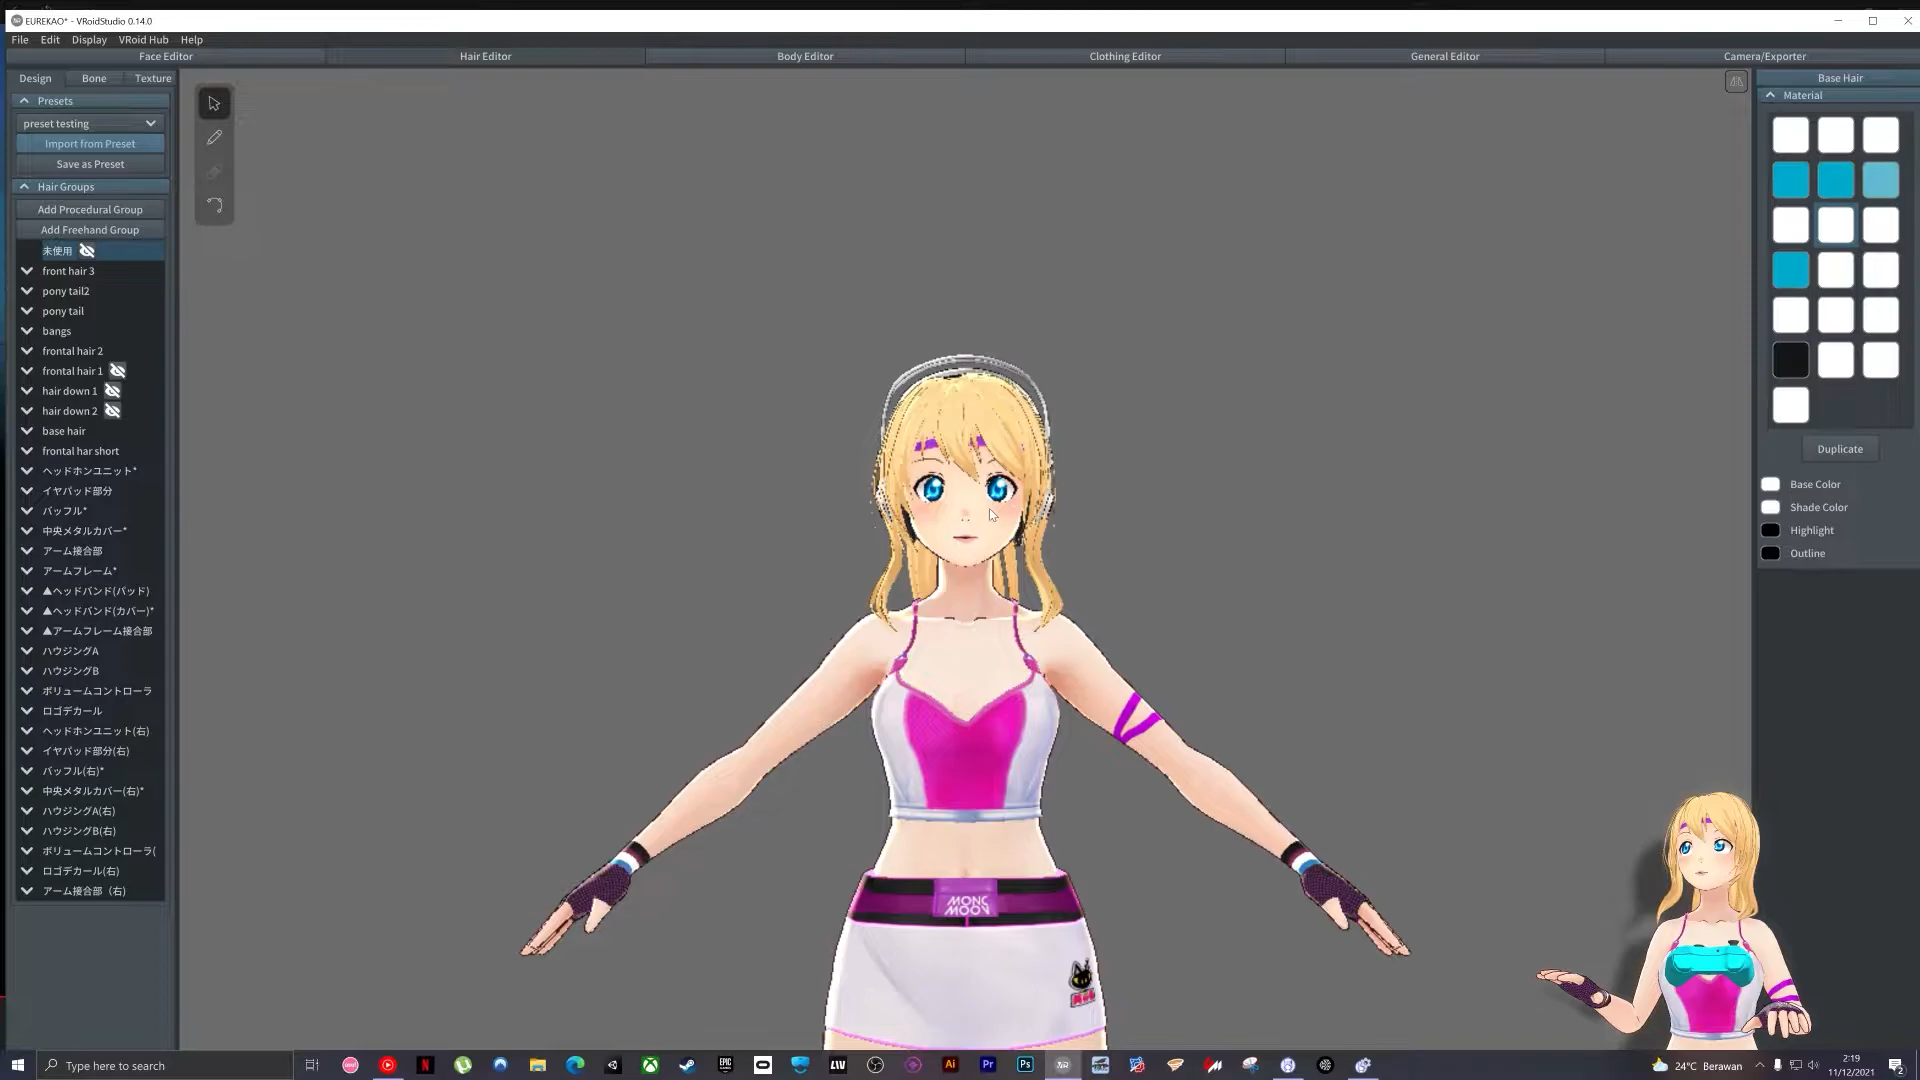 EUREKAO* - VRoidStudio 0.14.0
File Edit Display VRoid Hub Help
Face Editor Hair Editor Body Editor Clothing Editor General Editor Camera/Exporter
Design Bone Texture
Presets
preset testing
Import from Preset
Save as Preset
Hair Groups
Add Procedural Group
Add Freehand Group
未使用
front hair 3
pony tail2
pony tail
bangs
frontal hair 2
frontal hair 1
hair down 1
hair down 2
base hair
frontal har short
ヘッドホンユニット*
イヤパッド部分
バッフル*
中央メタルカバー*
アーム接合部
アームフレーム*
▲ヘッドバンド(パッド)
▲ヘッドバンド(カバー)*
▲アームフレーム接合部
ハウジングA
ハウジングB
ボリュームコントローラ
ロゴデカール
ヘッドホンユニット(右)
イヤパッド部分(右)
バッフル(右)*
中央メタルカバー(右)*
ハウジングA(右)
ハウジングB(右)
ボリュームコントローラ(
ロゴデカール(右)
アーム接合部（右)
Base Hair
Material
Duplicate
Base Color
Shade Color
Highlight
Outline
Type here to search
LIV
EPIC
Ai
Pr
Ps
24°C Berawan
2:19
11/12/2021
2